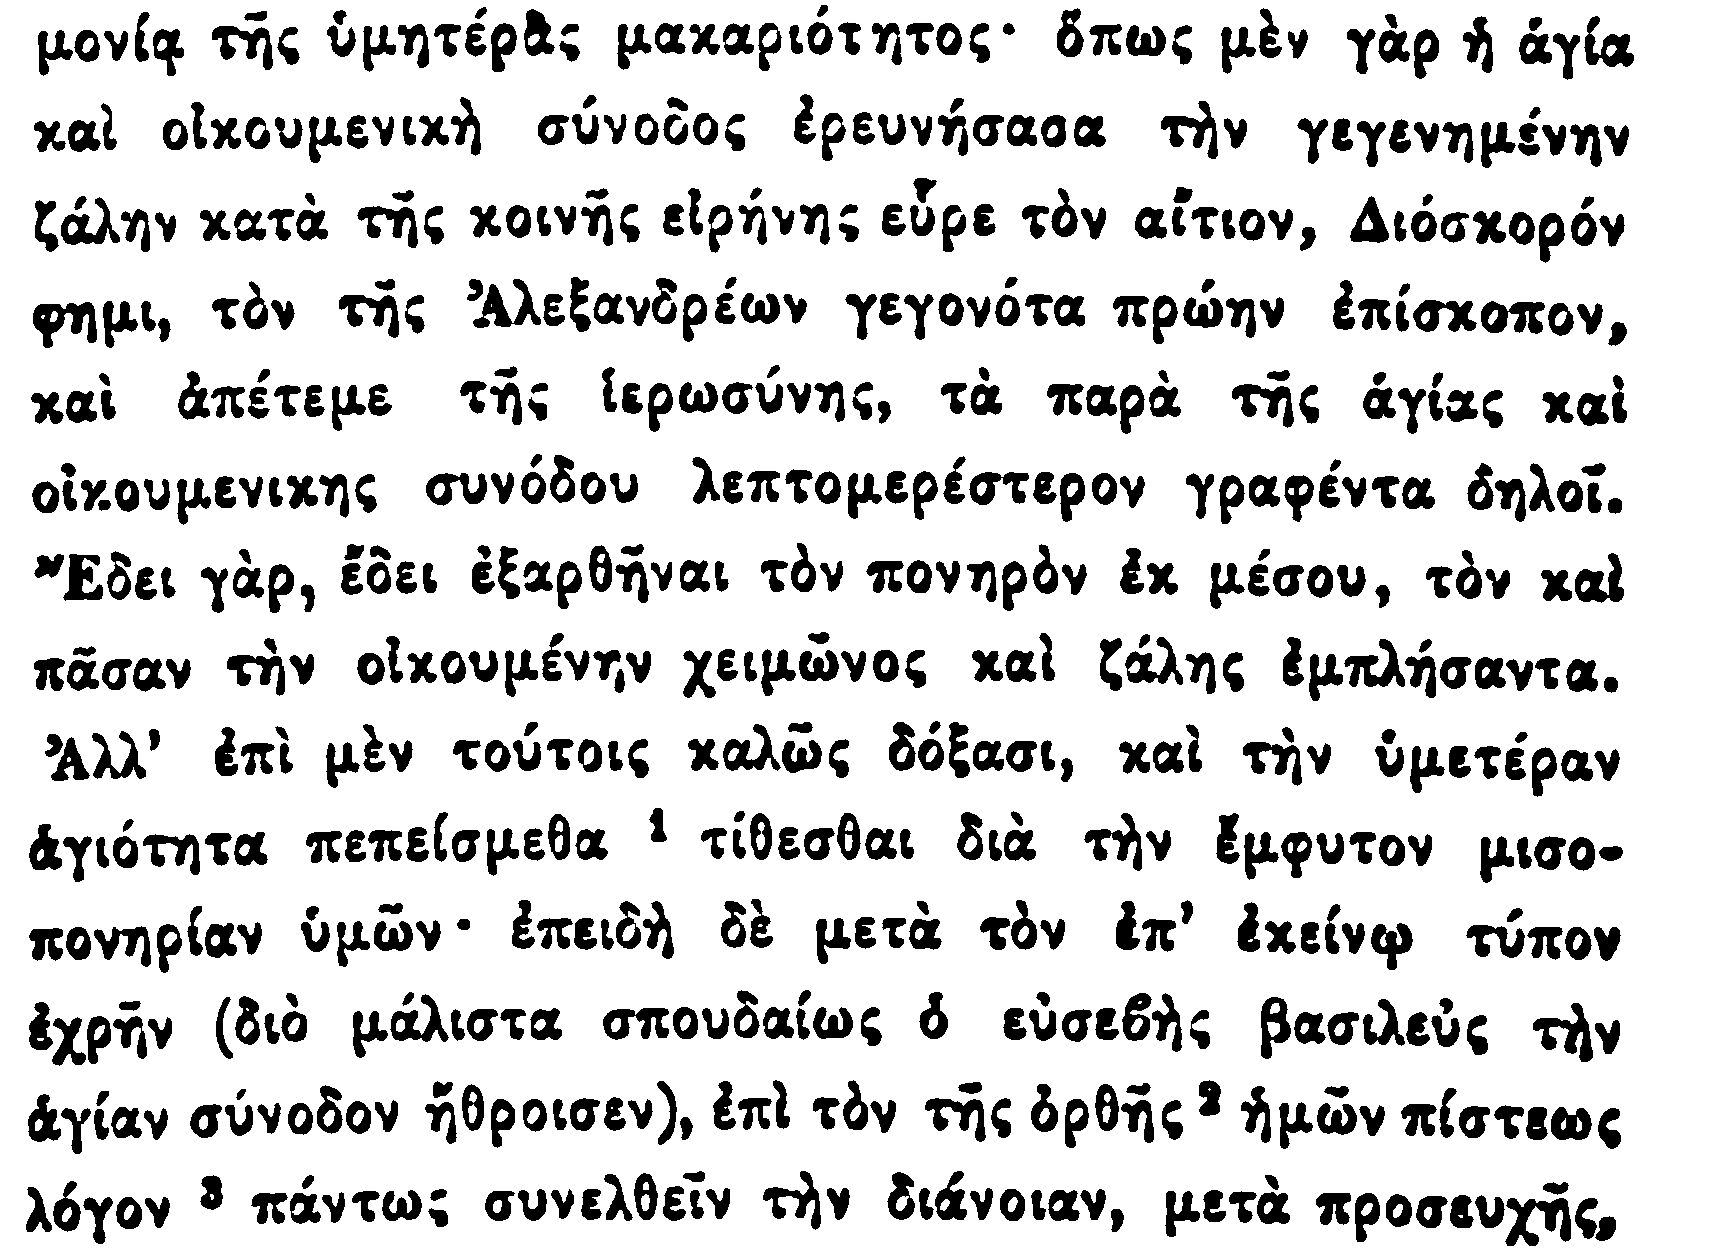 μονίᾳ τῆς ὑμητέρας μακαριότητος· ὅπως μὲν γὰρ ἡ ἁγία
καὶ οἰκουμενικὴ σύνοδος ἐρευνήσασα τὴν γεγενημένην
ζάλην κατὰ τῆς κοινῆς εἰρήνης εὗρε τὸν αἴτιον, Διόσκορόν
φημι, τὸν τῆς Ἀλεξανδρέων γεγονότα πρώην ἐπίσκοπον,
καὶ ἀπέτεμε τῆς ἱερωσύνης, τὰ παρὰ τῆς ἁγίας καὶ
οἰκουμενικης συνόδου λεπτομερέστερον γραφέντα δηλοῖ.
Ἔδει γὰρ, ἔδει ἐξαρθῆναι τὸν πονηρὸν ἐκ μέσου, τὸν καὶ
πᾶσαν τὴν οἰκουμένην χειμῶνος καὶ ζάλης ἐμπλήσαντα.
Ἀλλ' ἐπὶ μὲν τούτοις καλῶς δόξασι, καὶ τὴν ὑμετέραν
ἁγιότητα πεπείσμεθα ¹ τίθεσθαι διὰ τὴν ἔμφυτον μισο-
πονηρίαν ὑμῶν· ἐπειδὴ δὲ μετὰ τὸν ἐπ' ἐκείνῳ τύπον
ἐχρῆν (διὸ μάλιστα σπουδαίως ὁ εὐσεβὴς βασιλεὺς τὴν
ἁγίαν σύνοδον ἤθροισεν), ἐπὶ τὸν τῆς ὀρθῆς ² ἡμῶν πίστεως
λόγον ³ πάντως συνελθεῖν τὴν διάνοιαν, μετὰ προσευχῆς,